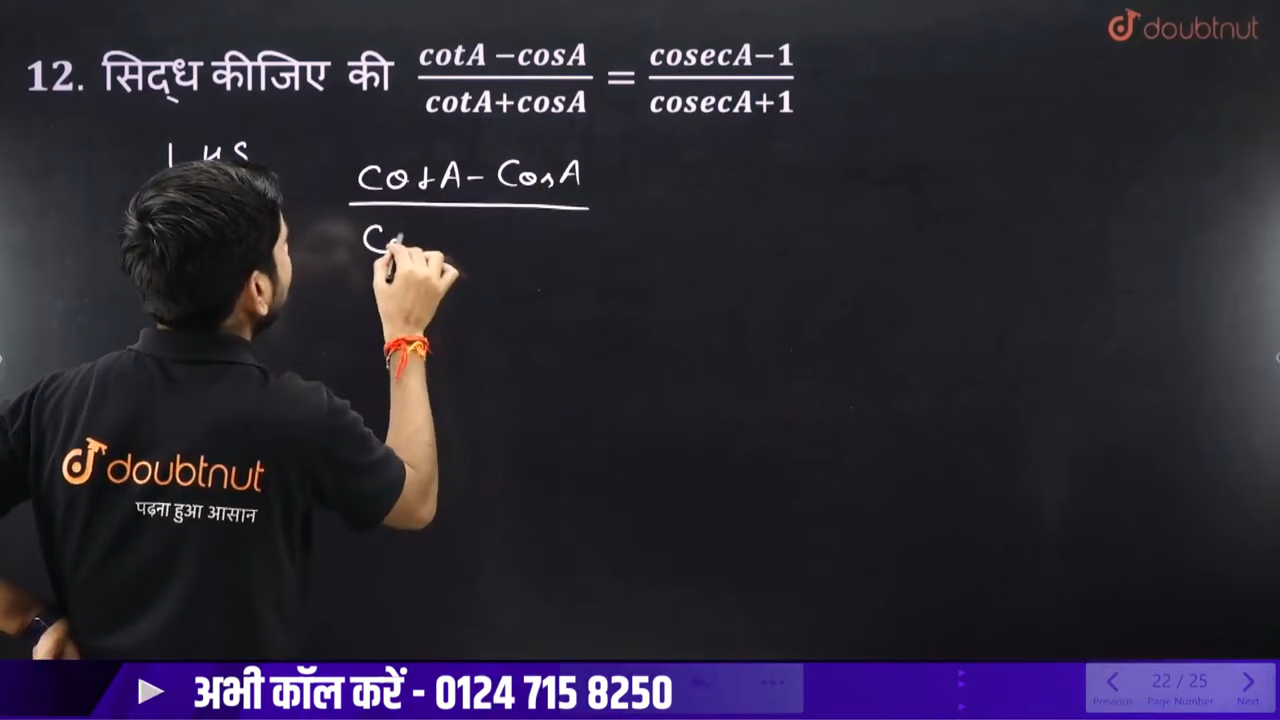 doubtnut
12. सिद्ध कीजिए की cotA −cosA / cotA+cosA = cosecA−1 / cosecA+1
LHS
CotA - CosA
Co
doubtnut
पढ़ना हुआ आसान
अभी कॉल करें - 0124 715 8250
22 / 25
Previous Page Number Next